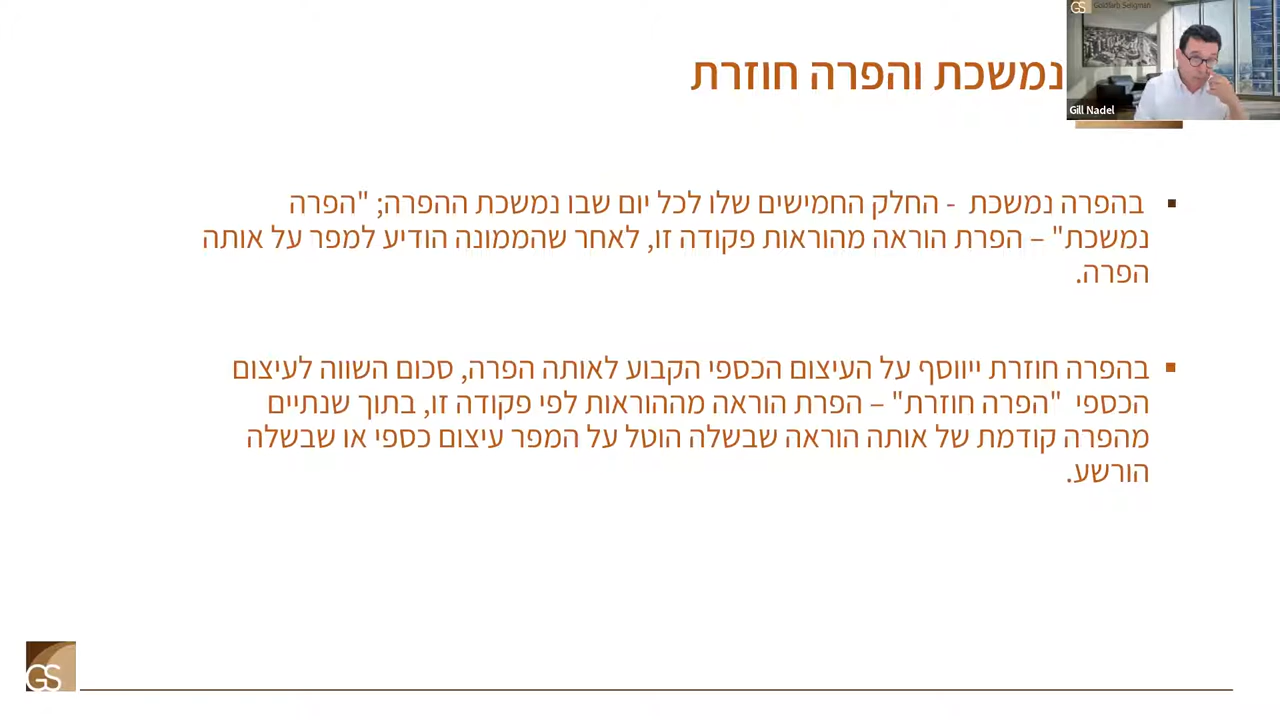 נמשכת והפרה חוזרת
GS Goldfarb Seligman
Gill Nadel
▪ בהפרה נמשכת - החלק החמישים שלו לכל יום שבו נמשכת ההפרה; "הפרה
נמשכת" – הפרת הוראה מהוראות פקודה זו, לאחר שהממונה הודיע למפר על אותה
הפרה.
▪ בהפרה חוזרת ייווסף על העיצום הכספי הקבוע לאותה הפרה, סכום השווה לעיצום
הכספי "הפרה חוזרת" – הפרת הוראה מההוראות לפי פקודה זו, בתוך שנתיים
מהפרה קודמת של אותה הוראה שבשלה הוטל על המפר עיצום כספי או שבשלה
הורשע.
GS